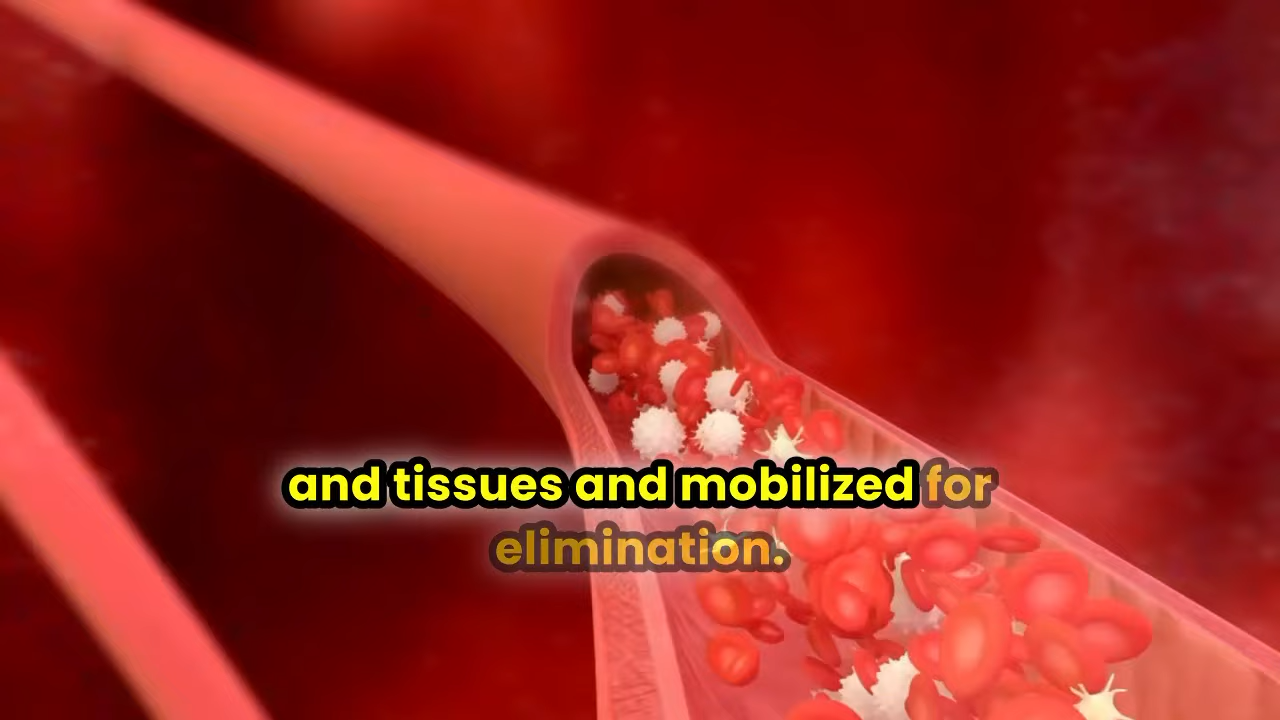 and tissues and mobilized for
elimination.